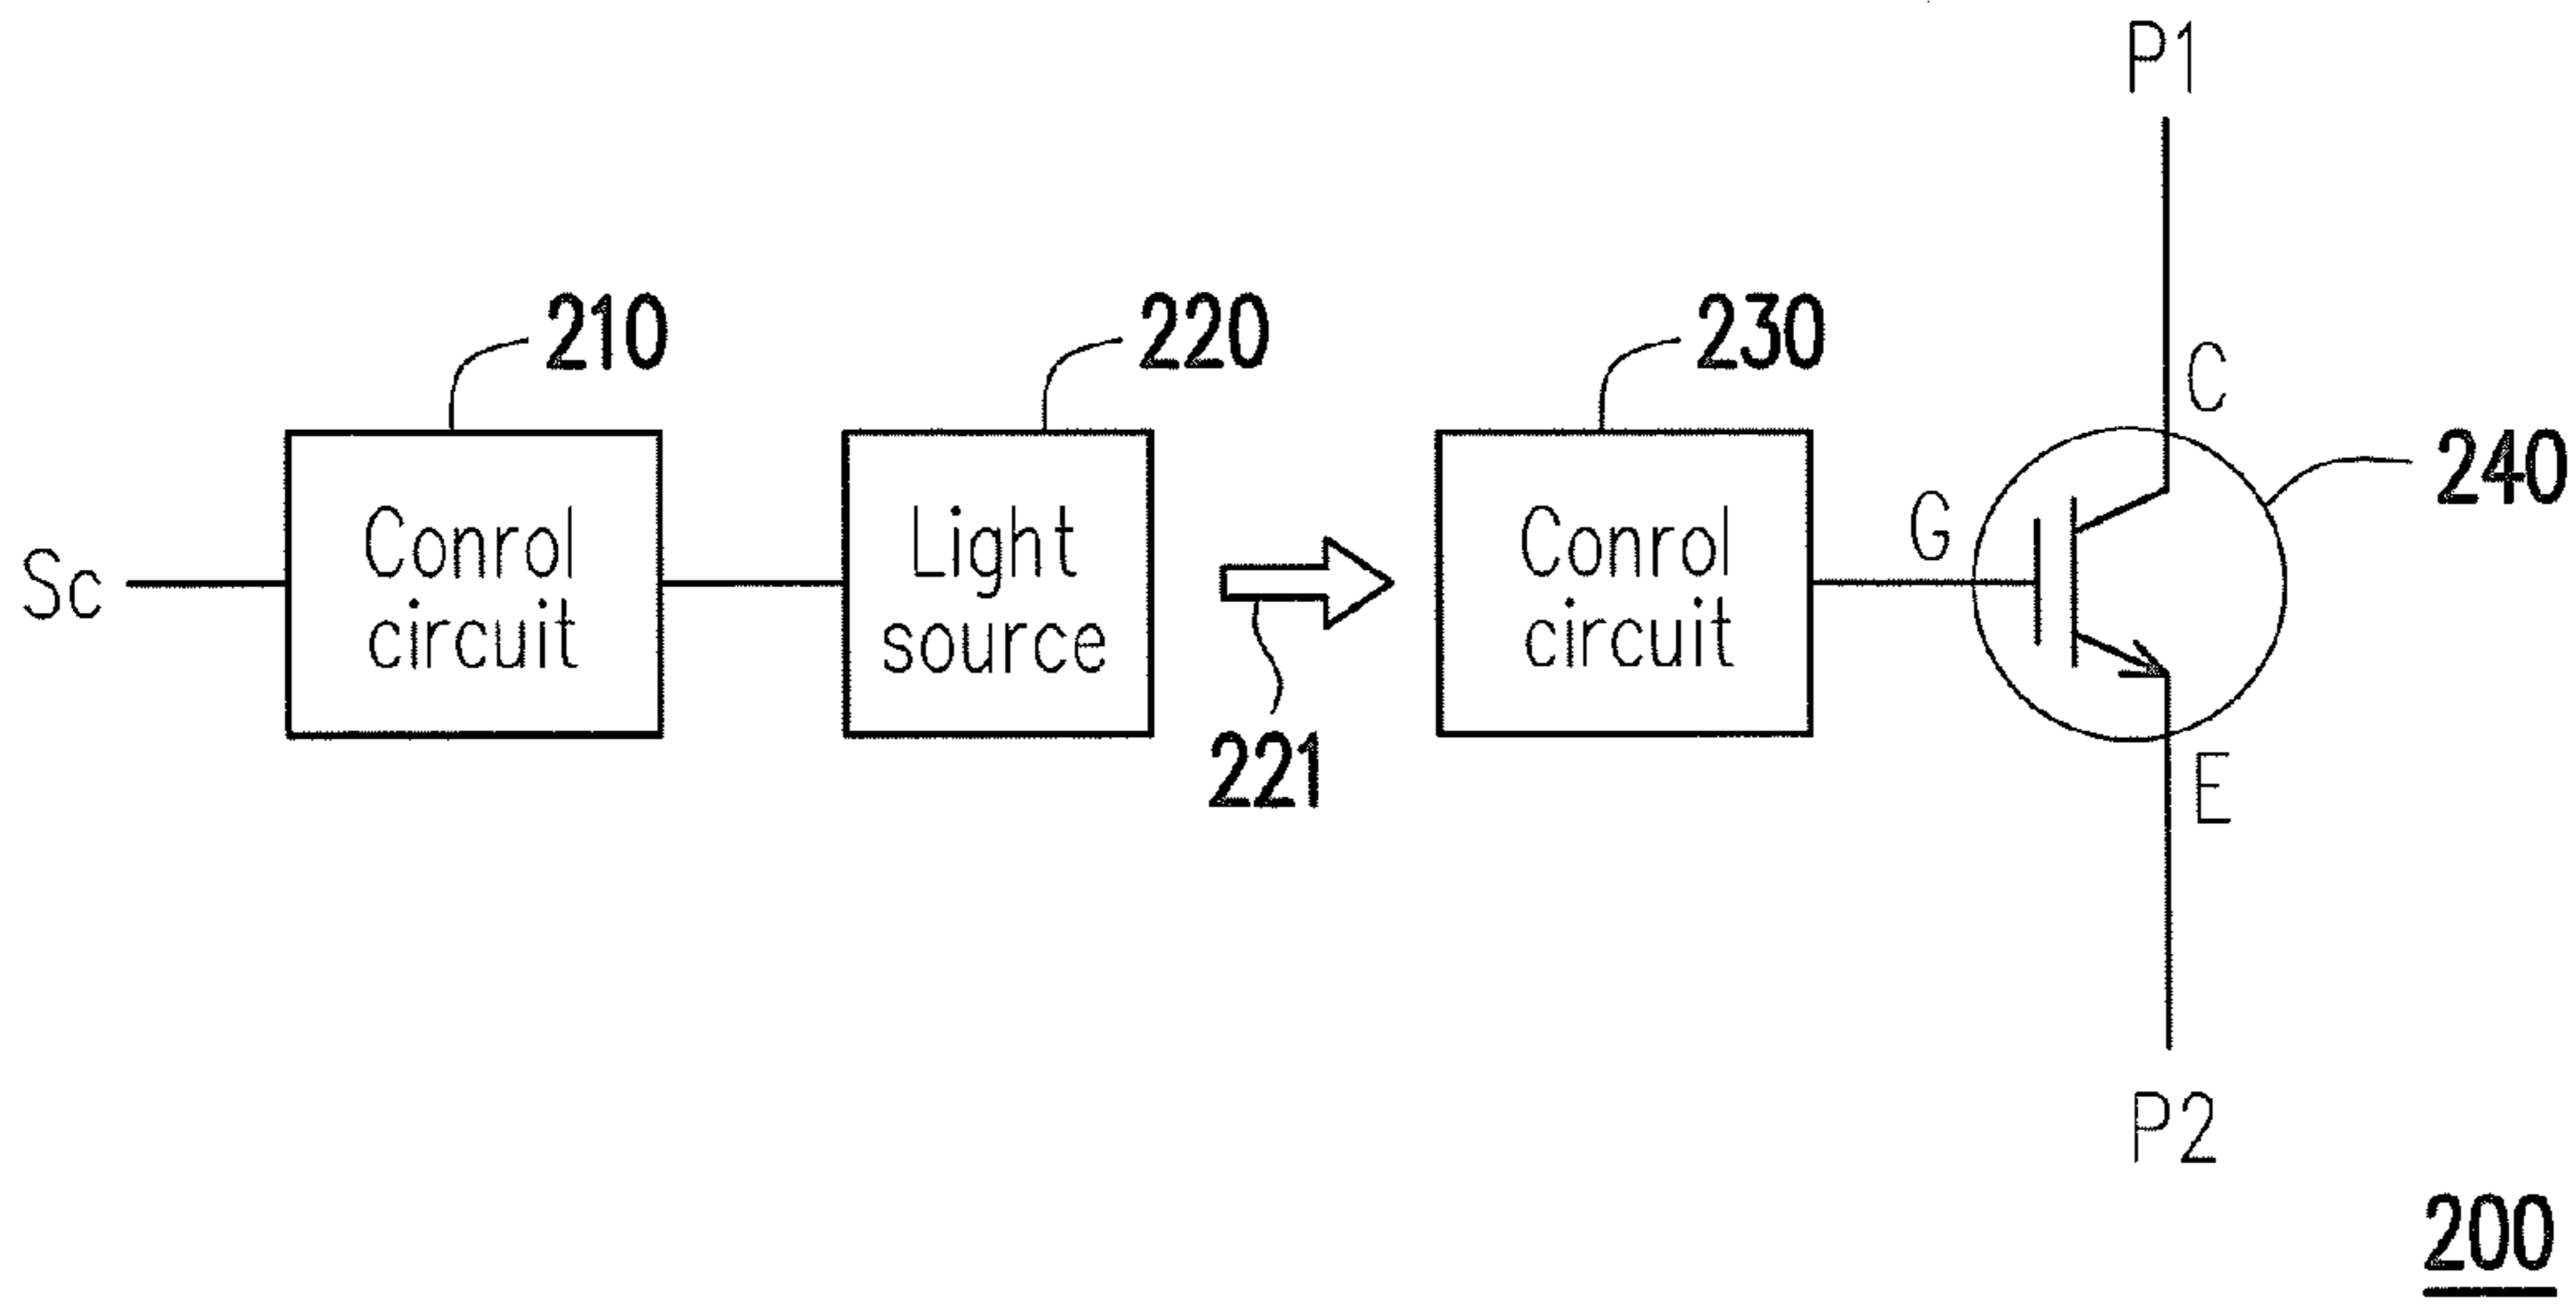 P1
210
220
230
C
240
Sc
Conrol
circuit
Light
source
221
Conrol
circuit
G
E
P2
200